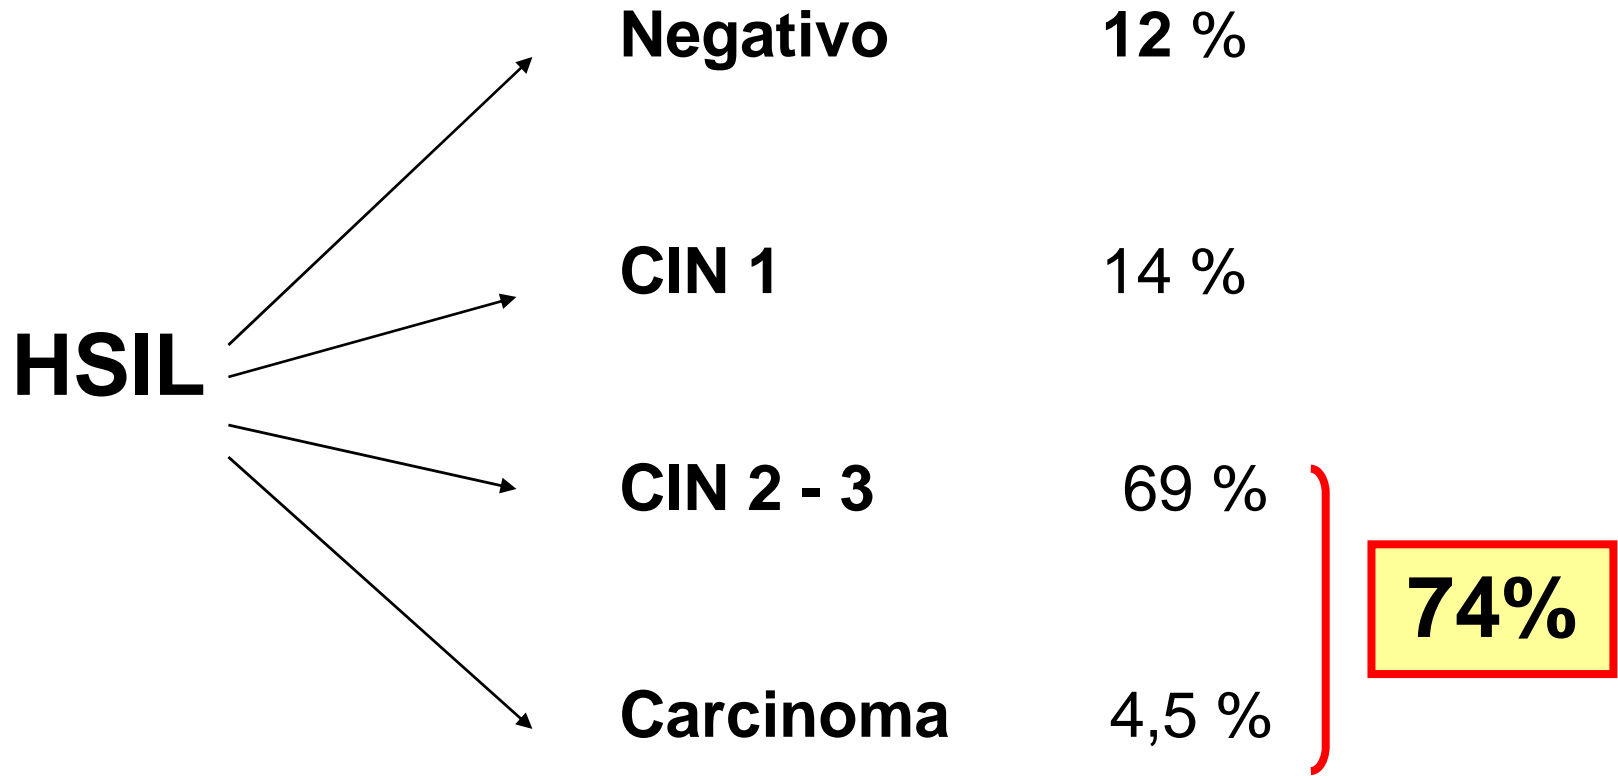 Negativo 12 %
CIN 1 14 %
HSIL
CIN 2 - 3 69 %
74%
Carcinoma 4,5 %